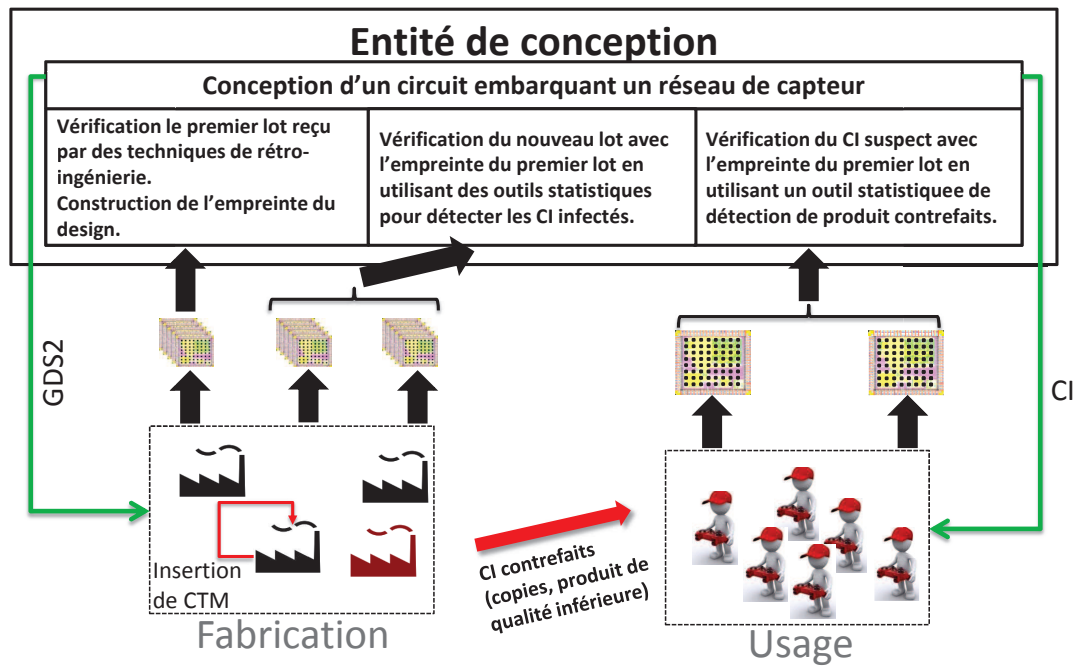 Entité de conception
Conception d'un circuit embarquant un réseau de capteur
Vérification le premier lot reçu
par des techniques de rétro-
ingénierie.
Construction de l'empreinte du
design.
Vérification du nouveau lot avec
l'empreinte du premier lot en
utilisant des outils statistiques
pour détecter les CI infectés.
Vérification du CI suspect avec
l'empreinte du premier lot en
utilisant un outil statistiquee de
détection de produit contrefaits.
GDS2
CI
Insertion
de CTM
Fabrication
CI contrefaits
(copies, produit de
qualité inférieure)
Usage